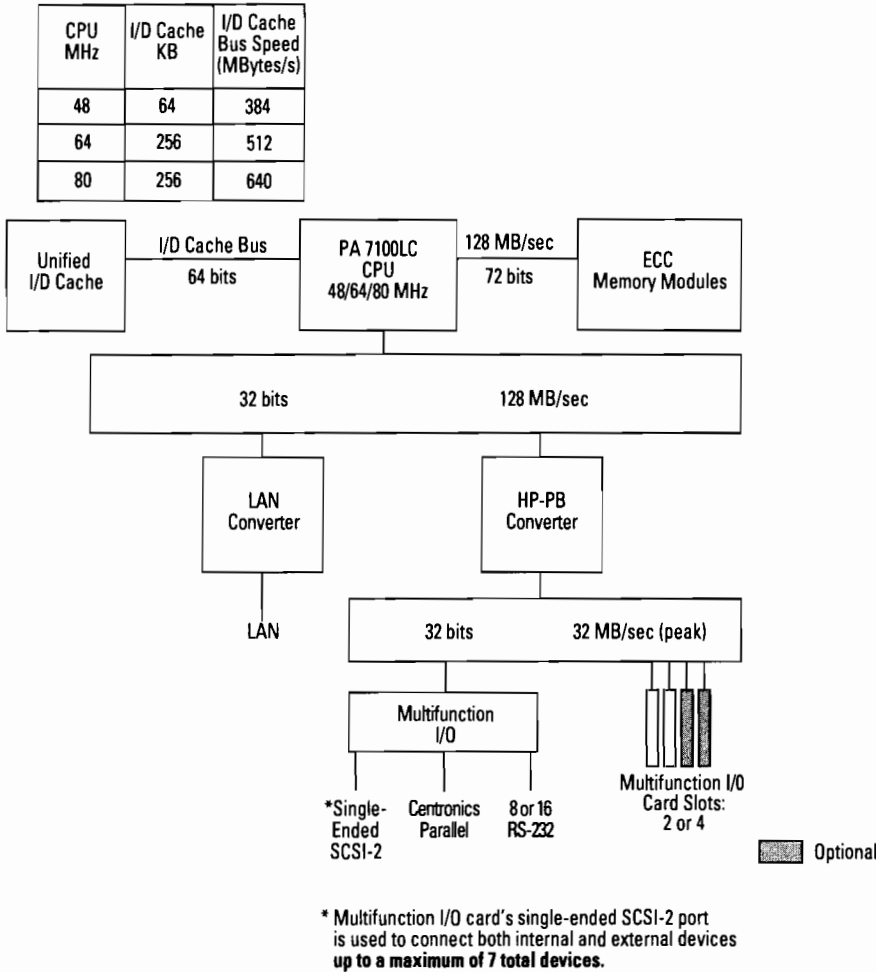 CPU MHz | I/D Cache KB | I/D Cache Bus Speed (MBytes/s)
48 | 64 | 384
64 | 256 | 512
80 | 256 | 640
Unified
I/D Cache
I/D Cache Bus
64 bits
PA 7100LC
CPU
48/64/80 MHz
128 MB/sec
72 bits
ECC
Memory Modules
32 bits
128 MB/sec
LAN
Converter
HP-PB
Converter
LAN
32 bits
32 MB/sec (peak)
Multifunction
I/O
*Single-
Ended
SCSI-2
Centronics
Parallel
8 or 16
RS-232
Multifunction I/O
Card Slots:
2 or 4
Optional
* Multifunction I/O card's single-ended SCSI-2 port
is used to connect both internal and external devices
up to a maximum of 7 total devices.